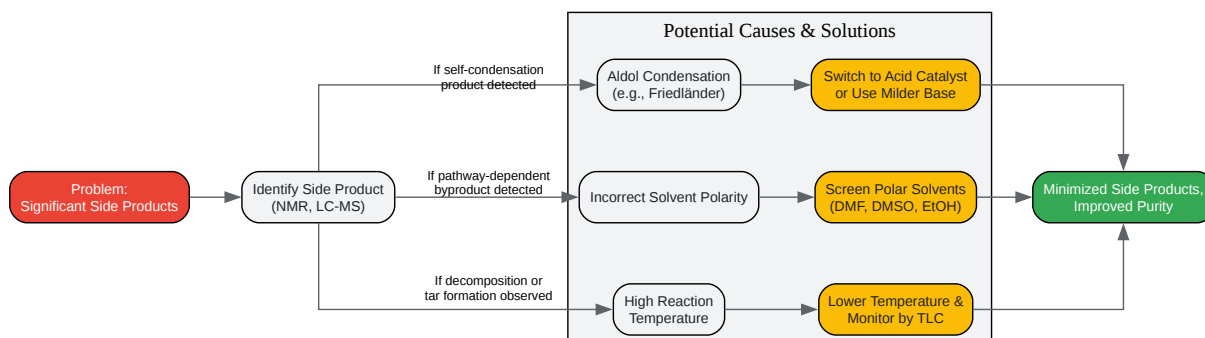 Potential Causes & Solutions
If self-condensation
product detected
Aldol Condensation
(e.g., Friedländer)
Switch to Acid Catalyst
or Use Milder Base
Problem:
Significant Side Products
Identify Side Product
(NMR, LC-MS)
If pathway-dependent
byproduct detected
Incorrect Solvent Polarity
Screen Polar Solvents
(DMF, DMSO, EtOH)
Minimized Side Products,
Improved Purity
If decomposition or
tar formation observed
High Reaction
Temperature
Lower Temperature &
Monitor by TLC